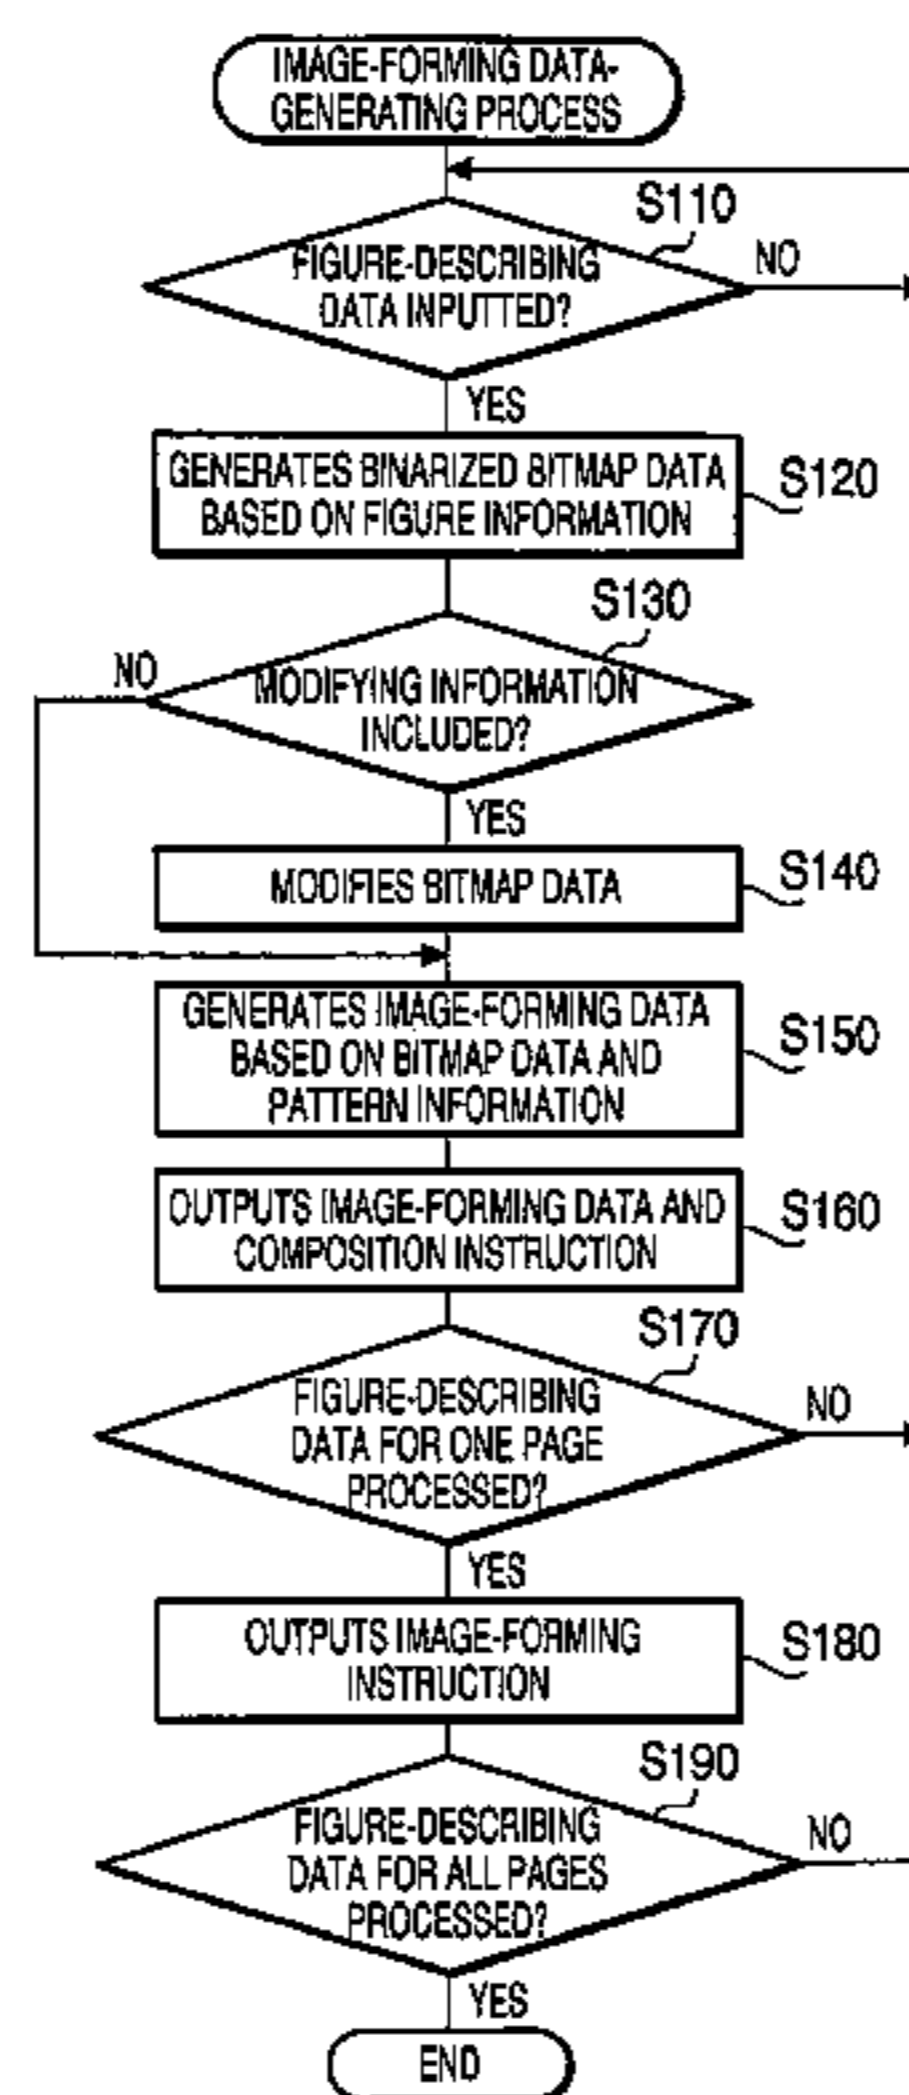 IMAGE-FORMING DATA-
GENERATING PROCESS
S110
FIGURE-DESCRIBING
DATA INPUTTED?
NO
YES
GENERATES BINARIZED BITMAP DATA
BASED ON FIGURE INFORMATION
S120
S130
NO
MODIFYING INFORMATION
INCLUDED?
YES
MODIFIES BITMAP DATA
S140
GENERATES IMAGE-FORMING DATA
BASED ON BITMAP DATA AND
PATTERN INFORMATION
S150
OUTPUTS IMAGE-FORMING DATA AND
COMPOSITION INSTRUCTION
S160
S170
FIGURE-DESCRIBING
DATA FOR ONE PAGE
PROCESSED?
NO
YES
OUTPUTS IMAGE-FORMING
INSTRUCTION
S180
S190
FIGURE-DESCRIBING
DATA FOR ALL PAGES
PROCESSED?
NO
YES
END